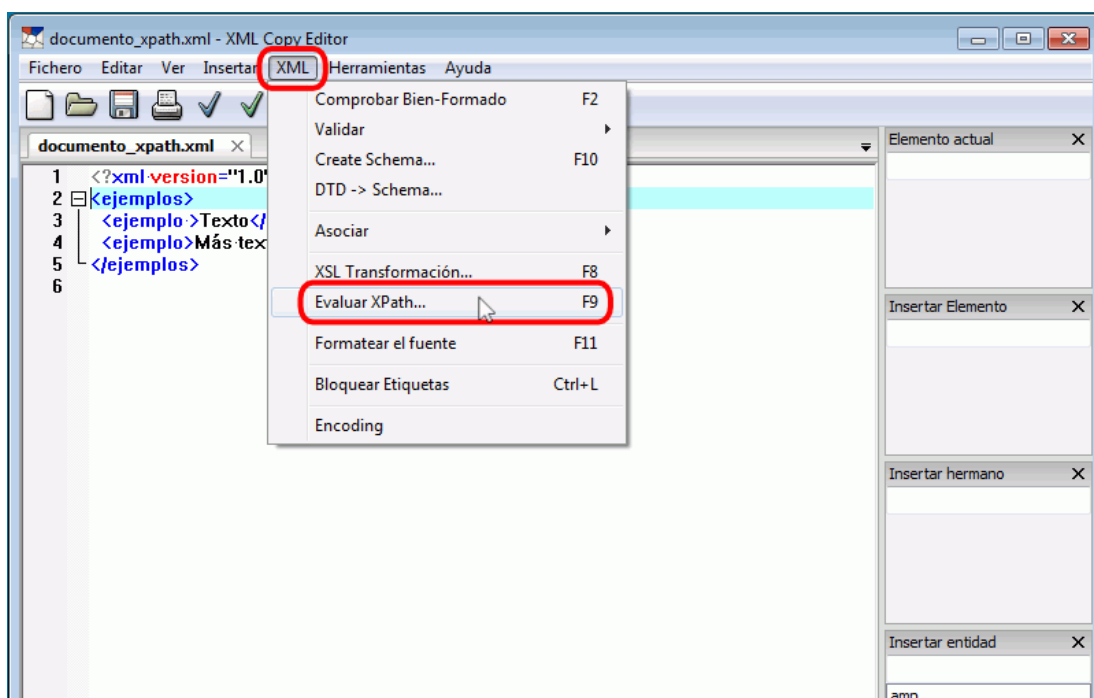 documento_xpath.xml - XML Copy Editor
Fichero Editar Ver Insertar XML Herramientas Ayuda
documento_xpath.xml
1 <?xml version="1.0"
2 <ejemplos>
3 <ejemplo >Texto</
4 <ejemplo>Más tex
5 </ejemplos>
6
Comprobar Bien-Formado F2
Validar
Create Schema... F10
DTD -> Schema...
Asociar
XSL Transformación... F8
Evaluar XPath... F9
Formatear el fuente F11
Bloquear Etiquetas Ctrl+L
Encoding
Elemento actual
Insertar Elemento
Insertar hermano
Insertar entidad
amp